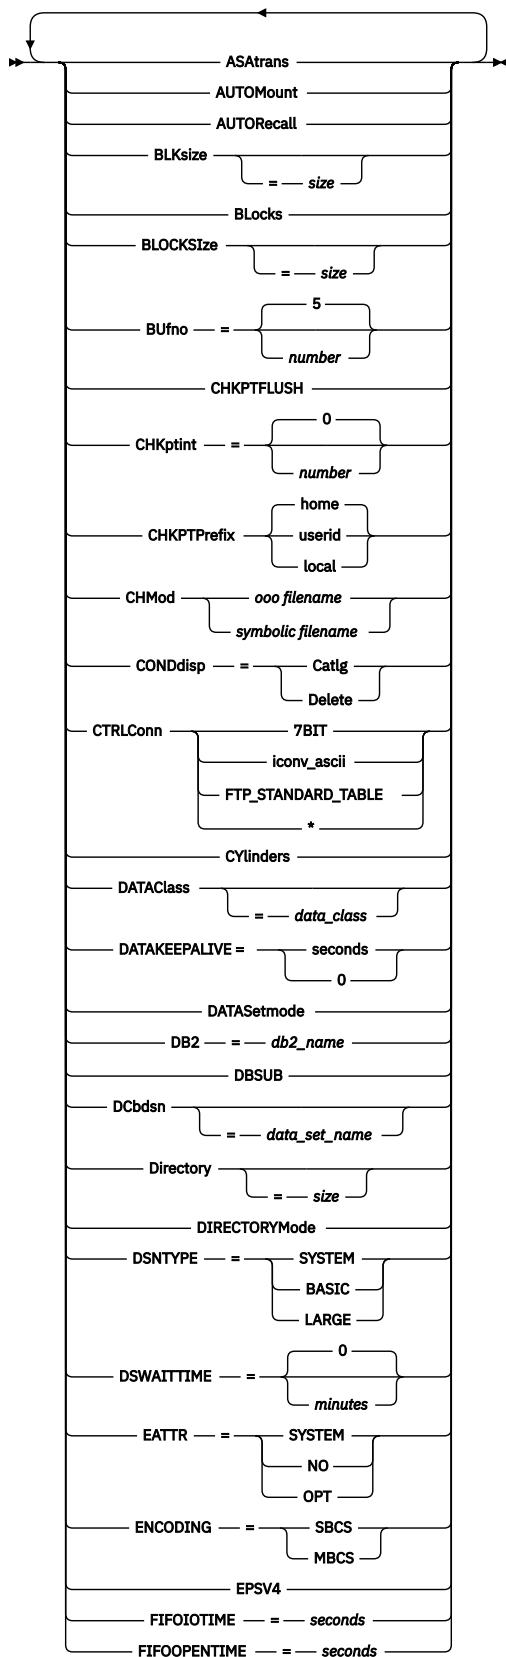 ASAtrans
AUTOMount
AUTORecall
BLKsize
= size
BLocks
BLOCKSIze
= size
5
BUfno =
number
CHKPTFLUSH
0
CHKptint =
number
home
CHKPTPrefix userid
local
CHMod ooo filename
symbolic filename
CONDdisp = Catlg
Delete
CTRLConn 7BIT
iconv_ascii
FTP_STANDARD_TABLE
*
CYlinders
DATAClass
= data_class
DATAKEEPALIVE = seconds
0
DATASetmode
DB2 = db2_name
DBSUB
DCbdsn
= data_set_name
Directory
= size
DIRECTORYMode
DSNTYPE = SYSTEM
BASIC
LARGE
0
DSWAITTIME =
minutes
EATTR = SYSTEM
NO
OPT
ENCODING = SBCS
MBCS
EPSV4
FIFOIOTIME = seconds
FIFOOPENTIME = seconds